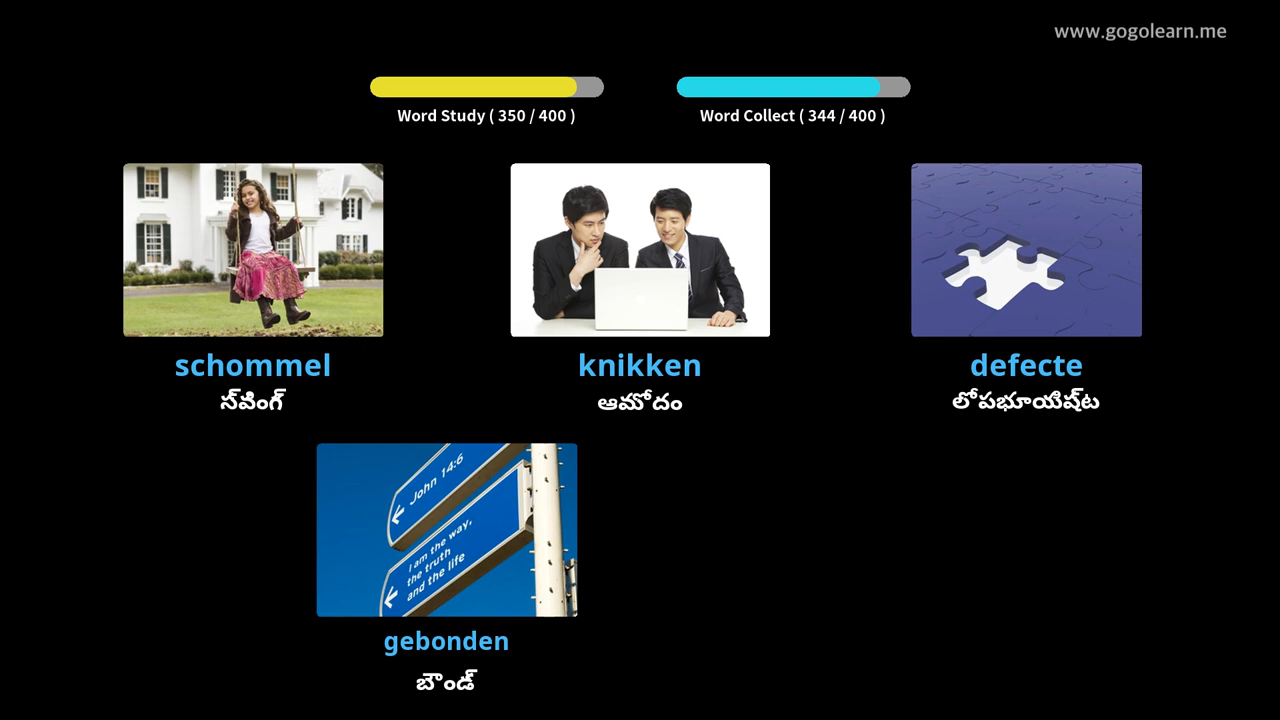 www.gogolearn.me
Word Study ( 350 / 400 )
Word Collect ( 344 / 400 )
schommel
స్వింగ్
knikken
ఆమోదం
defecte
లోపభూయిష్ట
John 14:6
I am the way,
the truth
and the life
gebonden
బౌండ్